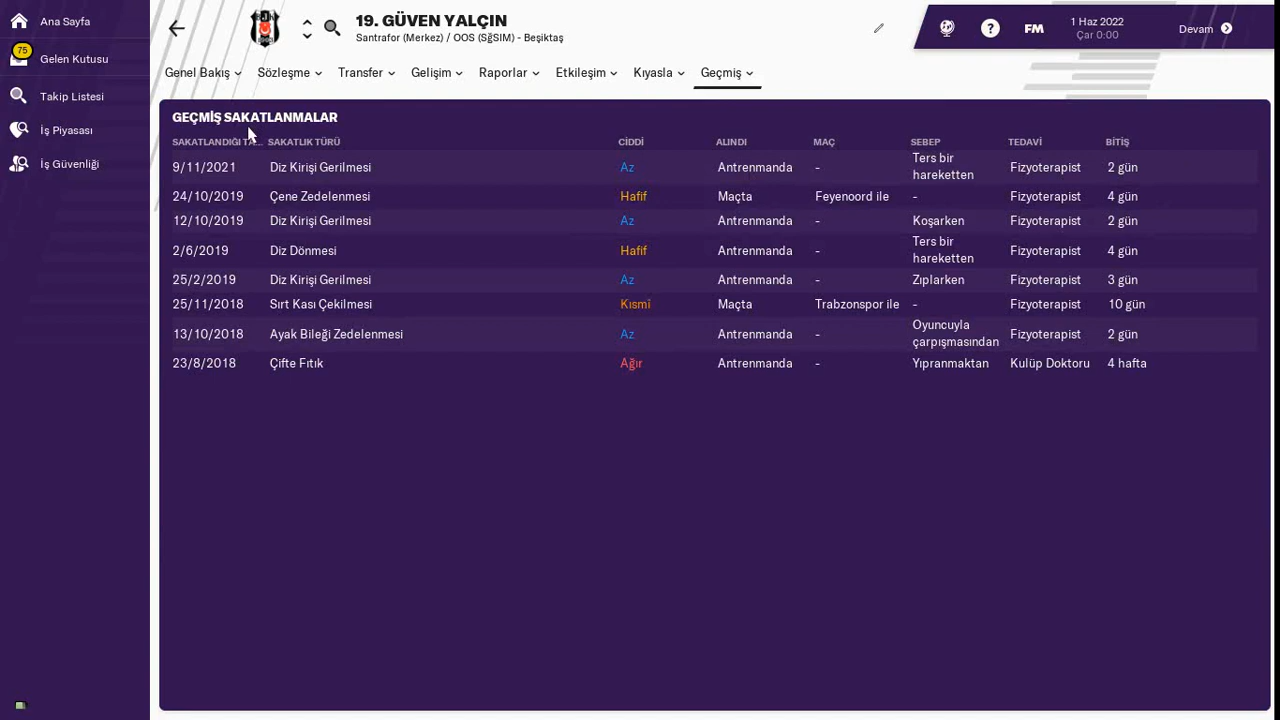 Ana Sayfa
75
Gelen Kutusu
Takip Listesi
İş Piyasası
İş Güvenliği
19. GÜVEN YALÇIN
Santrafor (Merkez) / OOS (SğSIM) - Beşiktaş
?
FM
1 Haz 2022
Çar 0:00
Devam
Genel Bakış Sözleşme Transfer Gelişim Raporlar Etkileşim Kıyasla Geçmiş
GEÇMİŞ SAKATLANMALAR
SAKATLANDIĞI TA... SAKATLIK TÜRÜ CİDDİ ALINDI MAÇ SEBEP TEDAVİ BİTİŞ
9/11/2021 Diz Kirişi Gerilmesi Az Antrenmanda - Ters bir hareketten Fizyoterapist 2 gün
24/10/2019 Çene Zedelenmesi Hafif Maçta Feyenoord ile - Fizyoterapist 4 gün
12/10/2019 Diz Kirişi Gerilmesi Az Antrenmanda - Koşarken Fizyoterapist 2 gün
2/6/2019 Diz Dönmesi Hafif Antrenmanda - Ters bir hareketten Fizyoterapist 4 gün
25/2/2019 Diz Kirişi Gerilmesi Az Antrenmanda - Zıplarken Fizyoterapist 3 gün
25/11/2018 Sırt Kası Çekilmesi Kısmî Maçta Trabzonspor ile - Fizyoterapist 10 gün
13/10/2018 Ayak Bileği Zedelenmesi Az Antrenmanda - Oyuncuyla çarpışmasından Fizyoterapist 2 gün
23/8/2018 Çifte Fıtık Ağır Antrenmanda - Yıpranmaktan Kulüp Doktoru 4 hafta